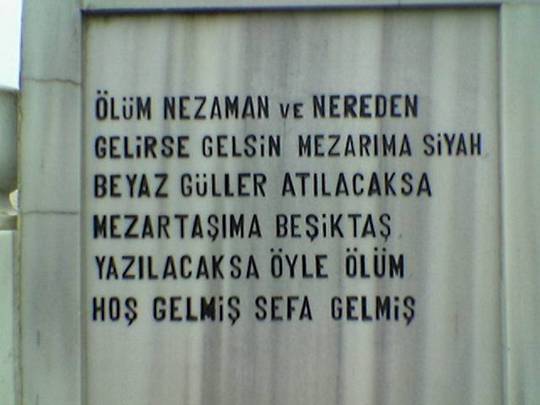 ÖLÜM NEZAMAN VE NEREDEN
GELİRSE GELSİN MEZARIMA SİYAH
BEYAZ GÜLLER ATILACAKSA
MEZARTAŞIMA BEŞİKTAŞ
YAZILACAKSA ÖYLE ÖLÜM
HOŞ GELMİŞ SEFA GELMİŞ